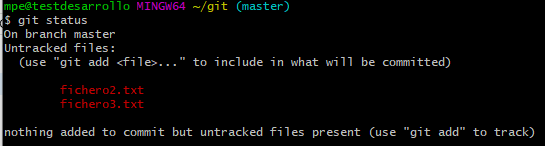 mpe@testdesarrollo MINGW64 ~/git (master)
$ git status
On branch master
Untracked files:
  (use "git add <file>..." to include in what will be committed)

        fichero2.txt
        fichero3.txt

nothing added to commit but untracked files present (use "git add" to track)